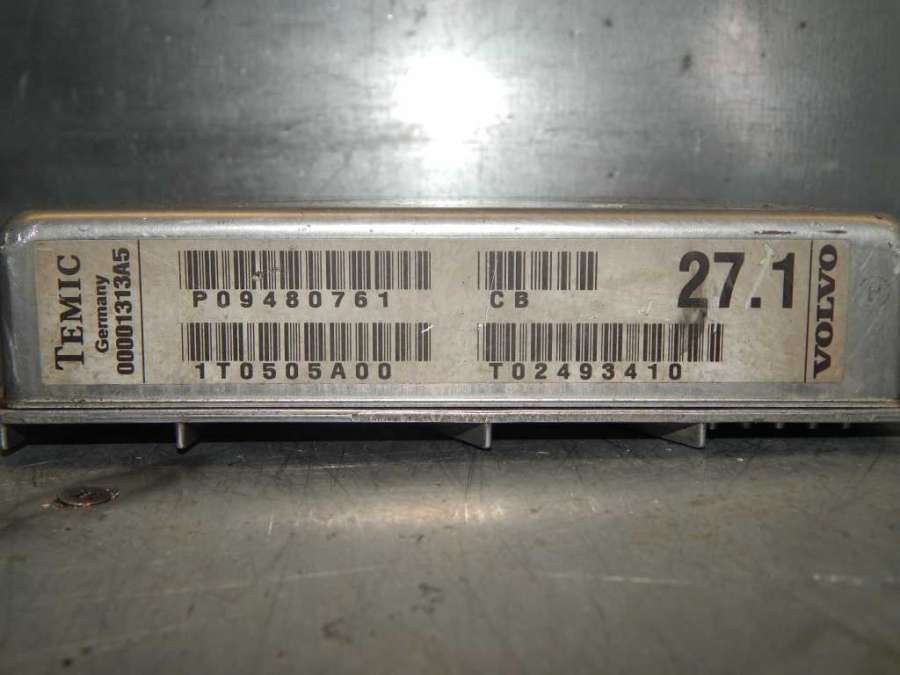 TEMIC
Germany
00001313A5
P09480761
1T0505A00
CB
T02493410
27.1
VOLVO